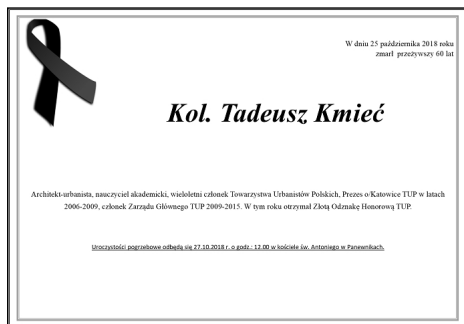 W dniu 25 października 2018 roku
zmarł przeżywszy 60 lat
Kol. Tadeusz Kmieć
Architekt-urbanista, nauczyciel akademicki, wieloletni członek Towarzystwa Urbanistów Polskich, Prezes o/Katowice TUP w latach
2006-2009, członek Zarządu Głównego TUP 2009-2015. W tym roku otrzymał Złotą Odznakę Honorową TUP.
Uroczystości pogrzebowe odbędą się 27.10.2018 r. o godz.: 12.00 w kościele św. Antoniego w Panewnikach.